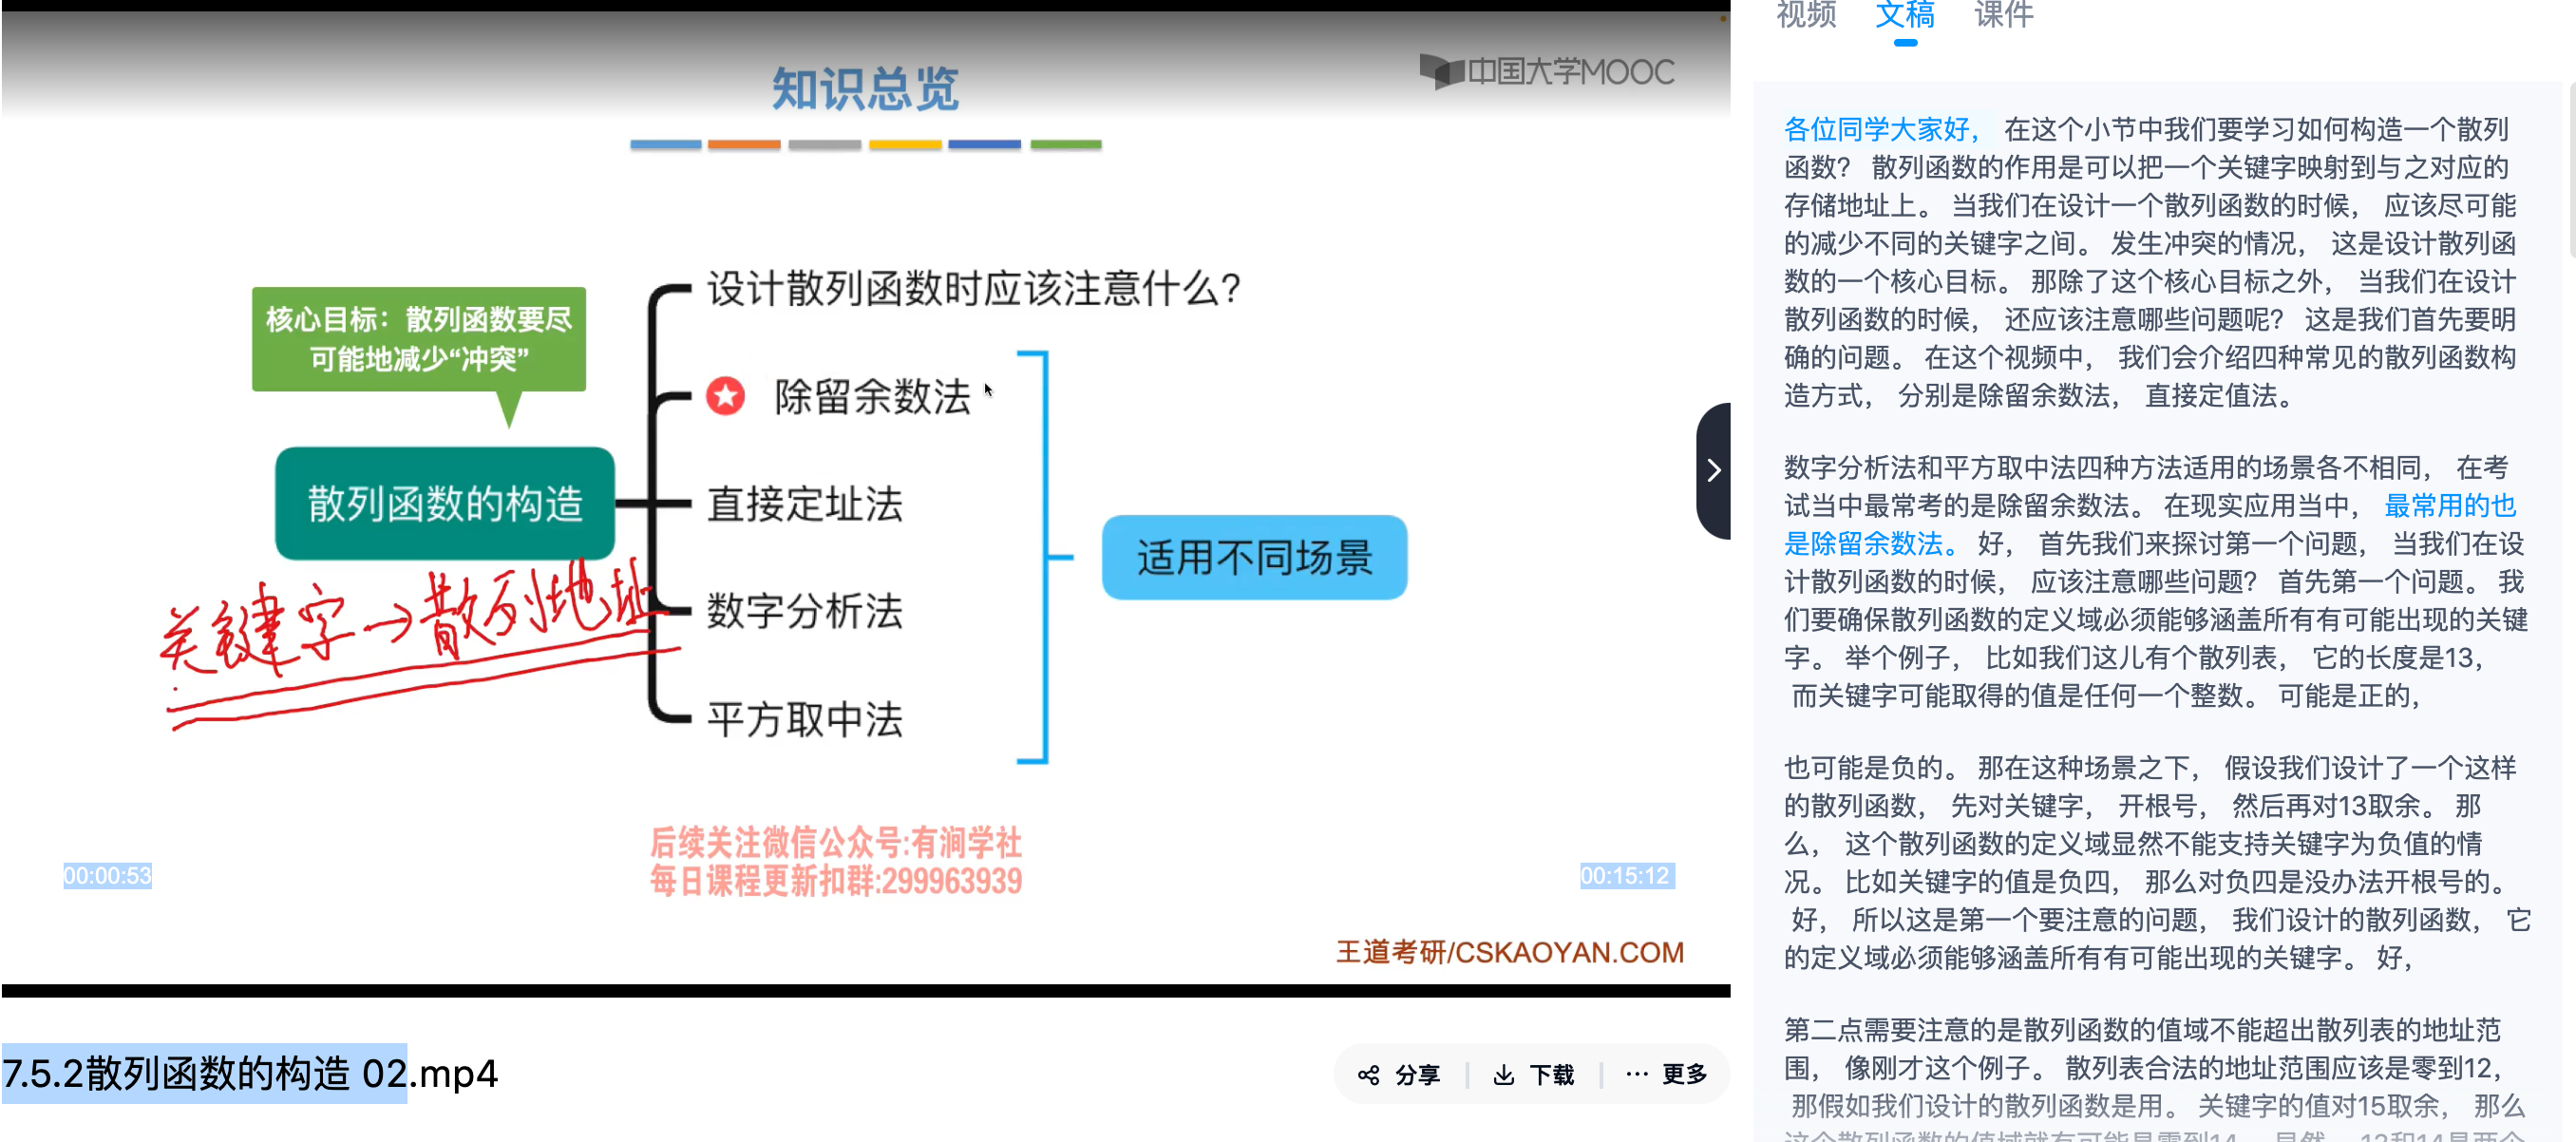 知识总览
中国大学MOOC
核心目标：散列函数要尽
可能地减少“冲突”
散列函数的构造
设计散列函数时应该注意什么?
除留余数法
直接定址法
数字分析法
平方取中法
适用不同场景
关键字→散列地址
后续关注微信公众号:有涧学社
每日课程更新扣群:299963939
00:00:53
00:15:12
王道考研/CSKAOYAN.COM
7.5.2散列函数的构造 02.mp4
分享
下载
更多
视频
文稿
课件
各位同学大家好， 在这个小节中我们要学习如何构造一个散列
函数？ 散列函数的作用是可以把一个关键字映射到与之对应的
存储地址上。 当我们在设计一个散列函数的时候， 应该尽可能
的减少不同的关键字之间。 发生冲突的情况， 这是设计散列函
数的一个核心目标。 那除了这个核心目标之外， 当我们在设计
散列函数的时候， 还应该注意哪些问题呢？ 这是我们首先要明
确的问题。 在这个视频中， 我们会介绍四种常见的散列函数构
造方式， 分别是除留余数法， 直接定值法。
数字分析法和平方取中法四种方法适用的场景各不相同， 在考
试当中最常考的是除留余数法。 在现实应用当中， 最常用的也
是除留余数法。 好， 首先我们来探讨第一个问题， 当我们在设
计散列函数的时候， 应该注意哪些问题？ 首先第一个问题。 我
们要确保散列函数的定义域必须能够涵盖所有有可能出现的关键
字。 举个例子， 比如我们这儿有个散列表， 它的长度是13，
而关键字可能取得的值是任何一个整数。 可能是正的，
也可能是负的。 那在这种场景之下， 假设我们设计了一个这样
的散列函数， 先对关键字， 开根号， 然后再对13取余。 那
么， 这个散列函数的定义域显然不能支持关键字为负值的情
况。 比如关键字的值是负四， 那么对负四是没办法开根号的。
好， 所以这是第一个要注意的问题， 我们设计的散列函数， 它
的定义域必须能够涵盖所有有可能出现的关键字。 好，
第二点需要注意的是散列函数的值域不能超出散列表的地址范
围， 像刚才这个例子。 散列表合法的地址范围应该是零到12，
那假如我们设计的散列函数是用。 关键字的值对15取余， 那么